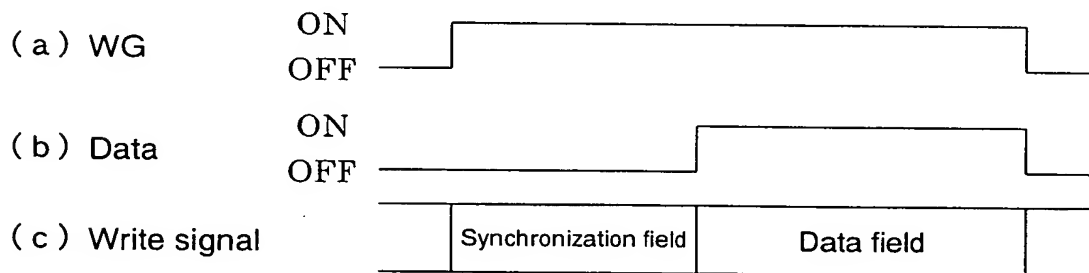 (a) WG
ON
OFF
(b) Data
ON
OFF
(c) Write signal
Synchronization field
Data field